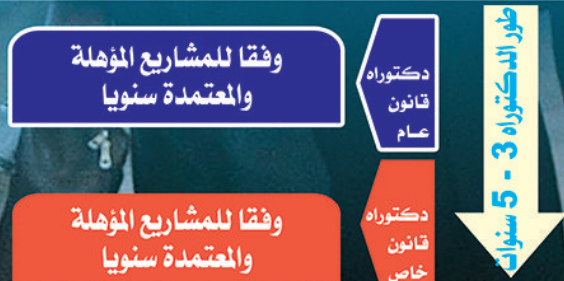 طور الدكتوراه 3 - 5 سنوات
دكتوراه
قانون
عام
وفقا للمشاريع المؤهلة
والمعتمدة سنويا
دكتوراه
قانون
خاص
وفقا للمشاريع المؤهلة
والمعتمدة سنويا